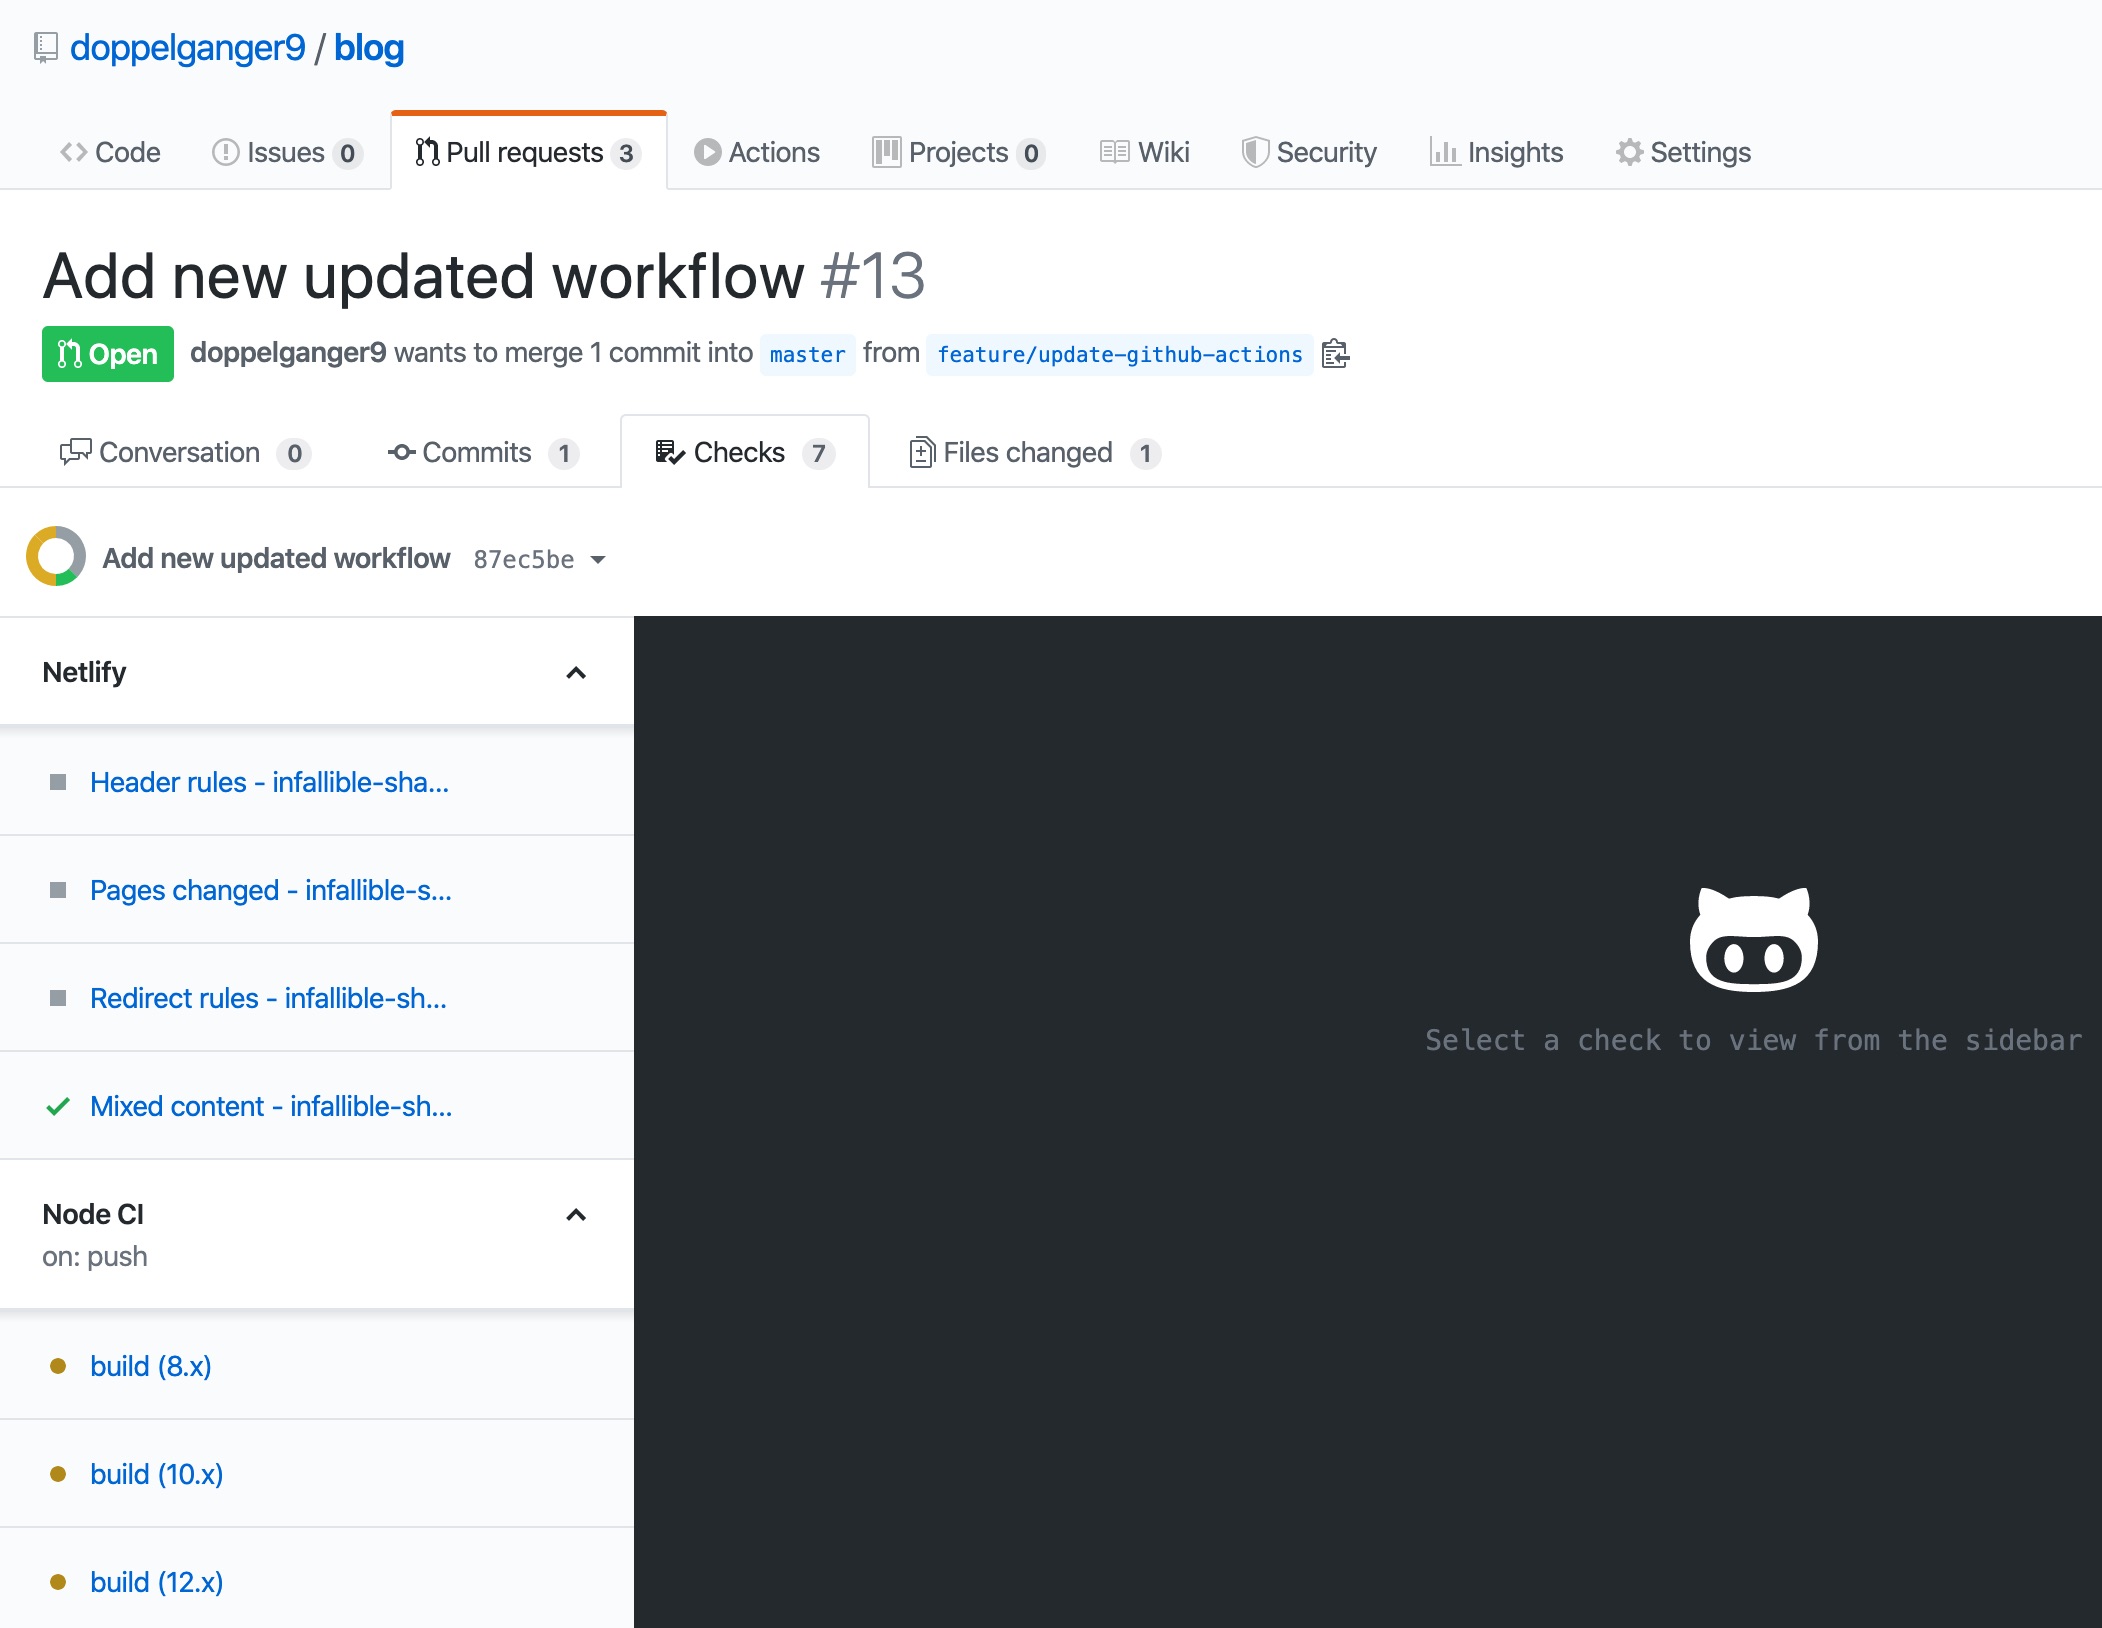 doppelganger9 / blog
Code Issues 0 Pull requests 3 Actions Projects 0 Wiki Security Insights Settings
Add new updated workflow #13
Open doppelganger9 wants to merge 1 commit into master from feature/update-github-actions
Conversation 0 Commits 1 Checks 7 Files changed 1
Add new updated workflow 87ec5be
Netlify
Header rules - infallible-sha...
Pages changed - infallible-s...
Redirect rules - infallible-sh...
Mixed content - infallible-sh...
Node CI
on: push
build (8.x)
build (10.x)
build (12.x)
Select a check to view from the sidebar